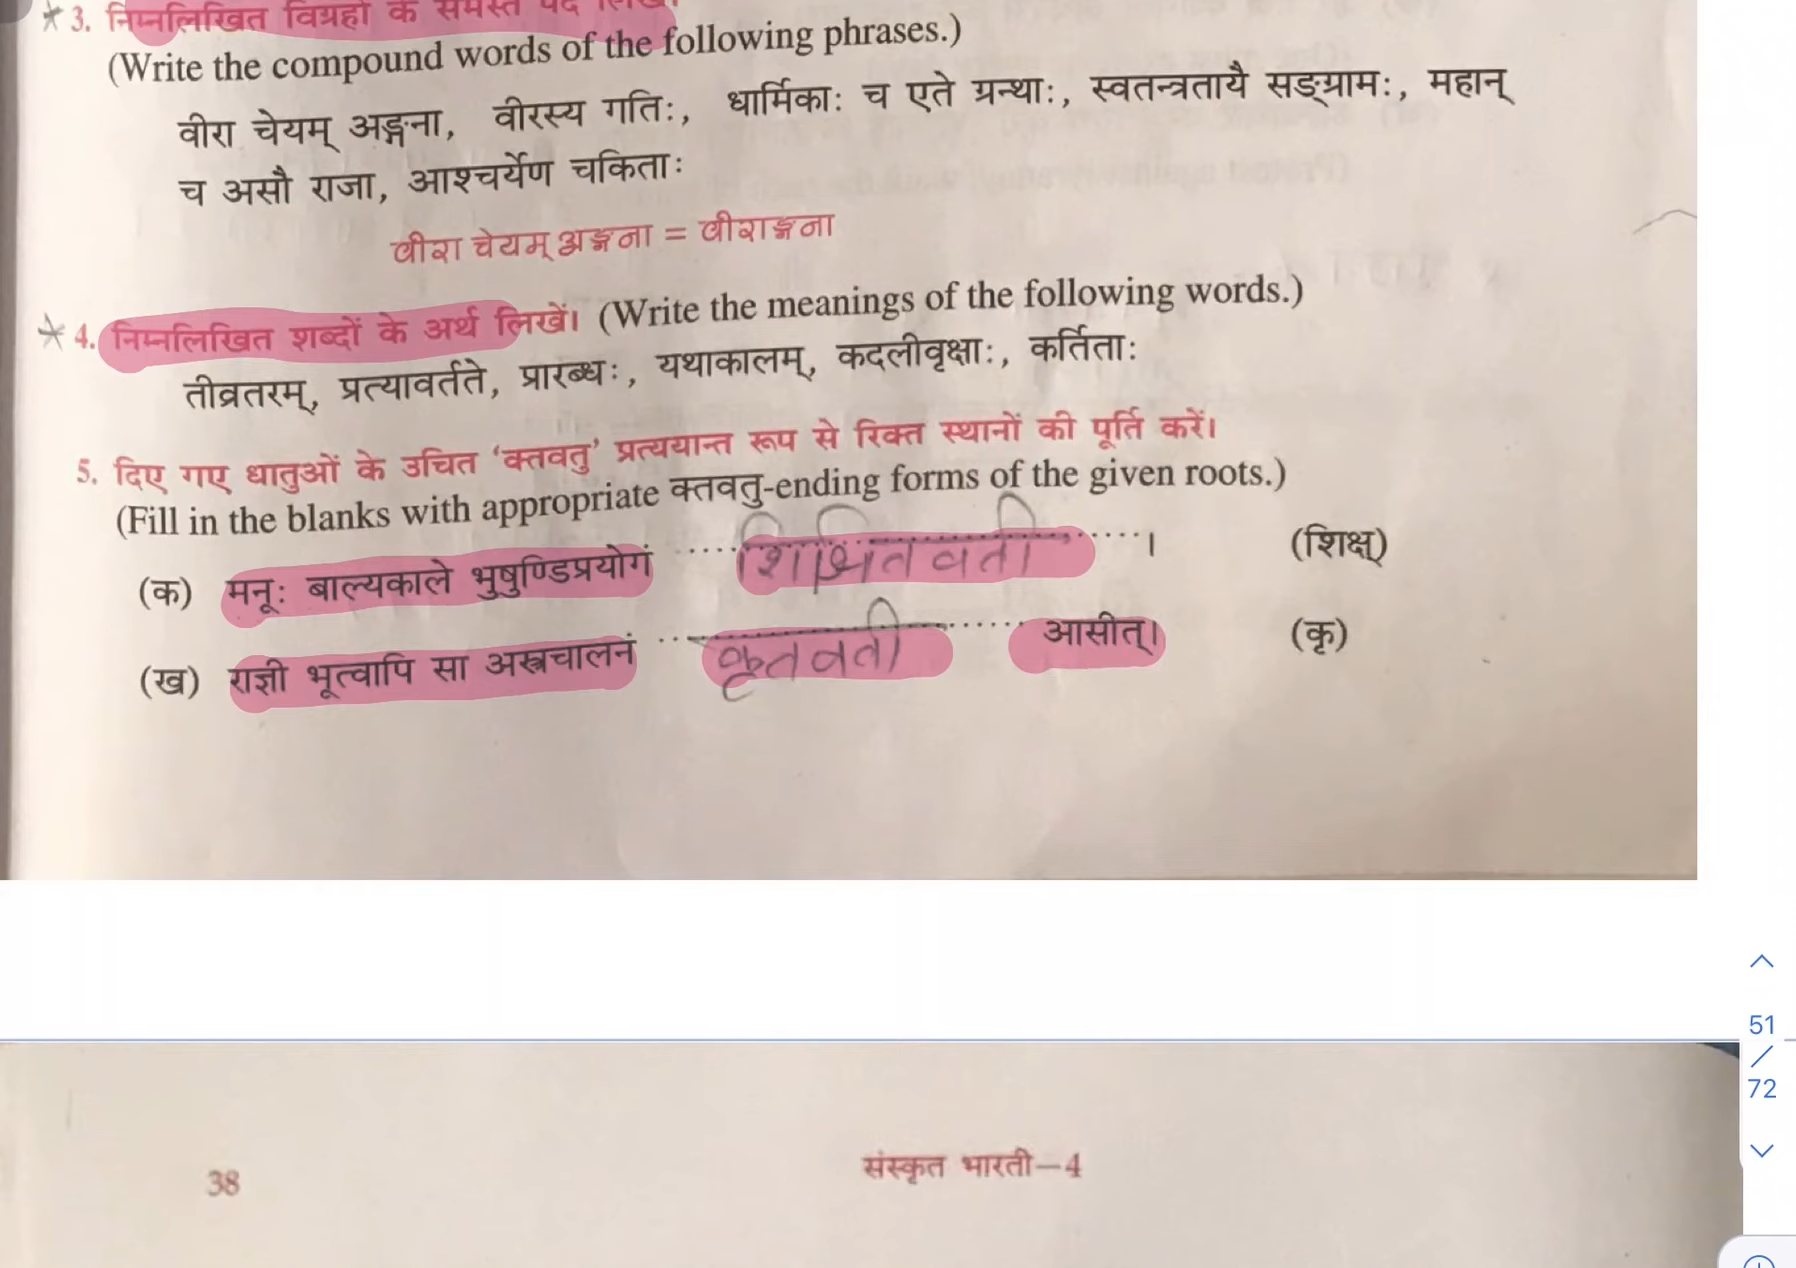 3. निम्नलिखित विग्रहों के समस्त पद लिखें।
(Write the compound words of the following phrases.)
वीरा चेयम् अङ्गना, वीरस्य गतिः, धार्मिकाः च एते ग्रन्थाः, स्वतन्त्रतायै सङ्ग्रामः, महान्
च असौ राजा, आश्चर्येण चकिताः
वीरा चेयम् अङ्गना = वीराङ्गना
4. निम्नलिखित शब्दों के अर्थ लिखें। (Write the meanings of the following words.)
तीव्रतरम्, प्रत्यावर्तते, प्रारब्धः, यथाकालम्, कदलीवृक्षाः, कर्तिताः
5. दिए गए धातुओं के उचित ‘क्तवतु’ प्रत्ययान्त रूप से रिक्त स्थानों की पूर्ति करें।
(Fill in the blanks with appropriate क्तवतु-ending forms of the given roots.)
(क) मनूः बाल्यकाले भुषुण्डिप्रयोगं शिक्षितवती । (शिक्ष्)
(ख) राज्ञी भूत्वापि सा अस्त्रचालनं कृतवती आसीत्। (कृ)
51
/
72
38 संस्कृत भारती—4